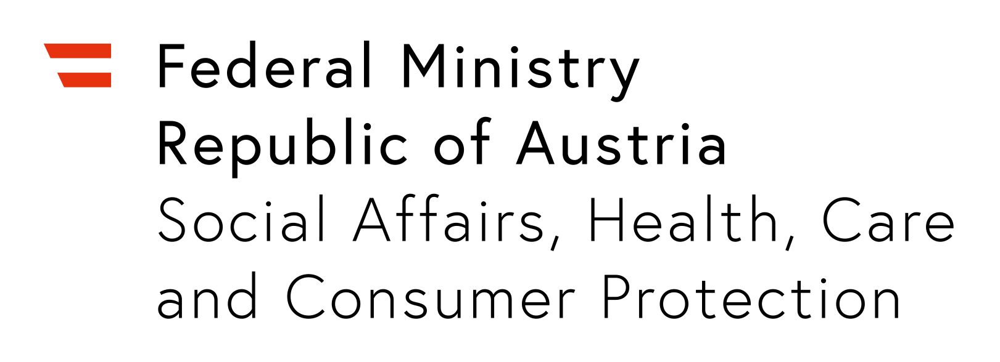 Federal Ministry
Republic of Austria
Social Affairs, Health, Care
and Consumer Protection